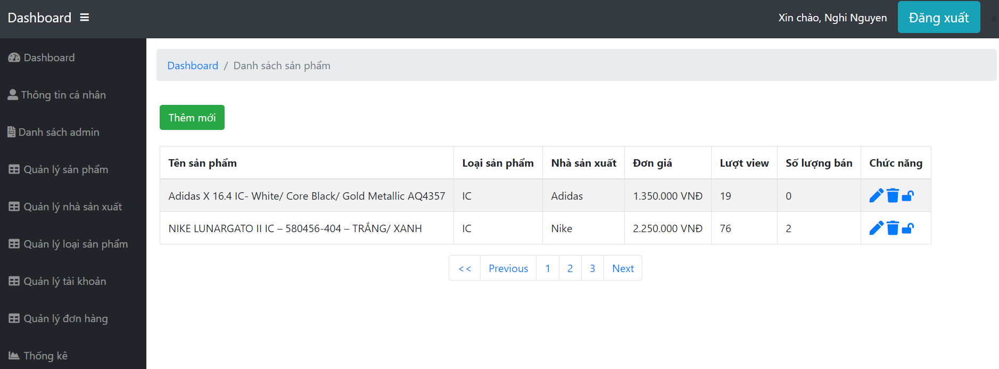 Dashboard
Xin chào, Nghi Nguyen
Đăng xuất
a
Dashboard
Thông tin cá nhân
Danh sách admin
Quản lý sản phẩm
Quản lý nhà sản xuất
Quản lý loại sản phẩm
Quản lý tài khoản
Quản lý đơn hàng
Thống kê
Dashboard / Danh sách sản phẩm
Thêm mới
Tên sản phẩm Loại sản phẩm Nhà sản xuất Đơn giá Lượt view Số lượng bán Chức năng
Adidas X 16.4 IC- White/ Core Black/ Gold Metallic AQ4357 IC Adidas 1.350.000 VNĐ 19 0
NIKE LUNARGATO II IC – 580456-404 – TRẮNG/ XANH IC Nike 2.250.000 VNĐ 76 2
<< Previous 1 2 3 Next